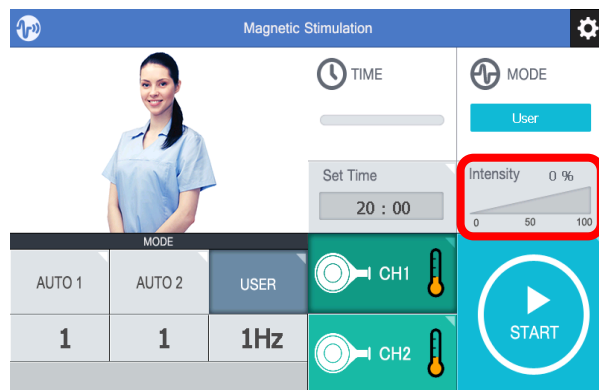 Magnetic Stimulation
TIME
MODE
User
Set Time
20 : 00
Intensity 0 %
0 50 100
MODE
AUTO 1 AUTO 2 USER
1 1 1Hz
CH1
CH2
START